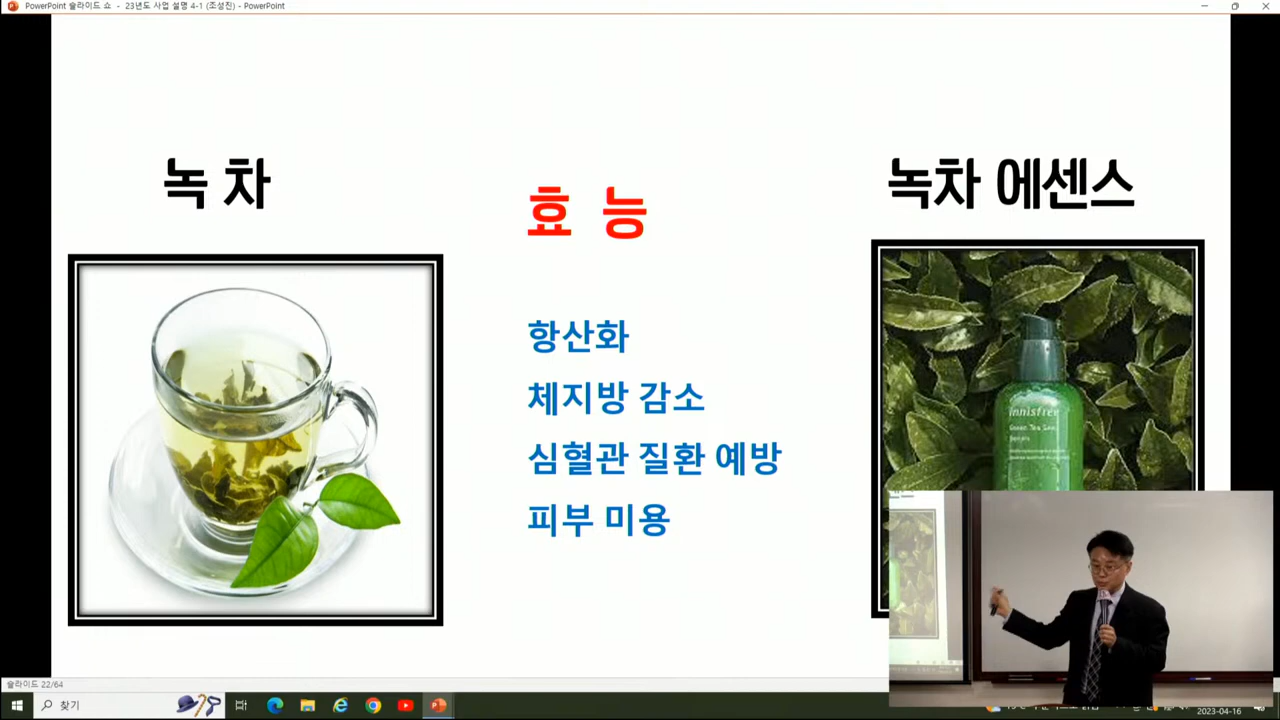 PowerPoint 슬라이드 쇼 - 23년도 사업 설명 4-1 (조성진) - PowerPoint
녹 차
효 능
녹차 에센스
항산화
체지방 감소
심혈관 질환 예방
피부 미용
innisfree
Green Tea
슬라이드 22/64
찾기
2023-04-16